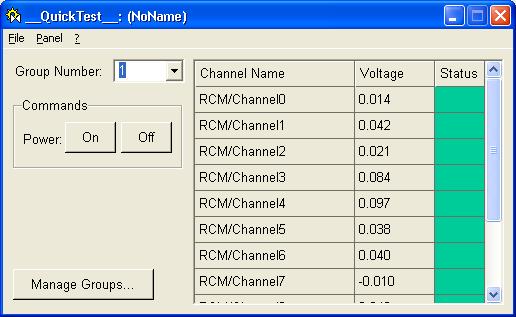 __QuickTest__: (NoName)
File Panel ?
Group Number: 1
Commands
Power: On Off
Manage Groups...
Channel Name Voltage Status
RCM/Channel0 0.014
RCM/Channel1 0.042
RCM/Channel2 0.021
RCM/Channel3 0.084
RCM/Channel4 0.097
RCM/Channel5 0.038
RCM/Channel6 0.040
RCM/Channel7 -0.010